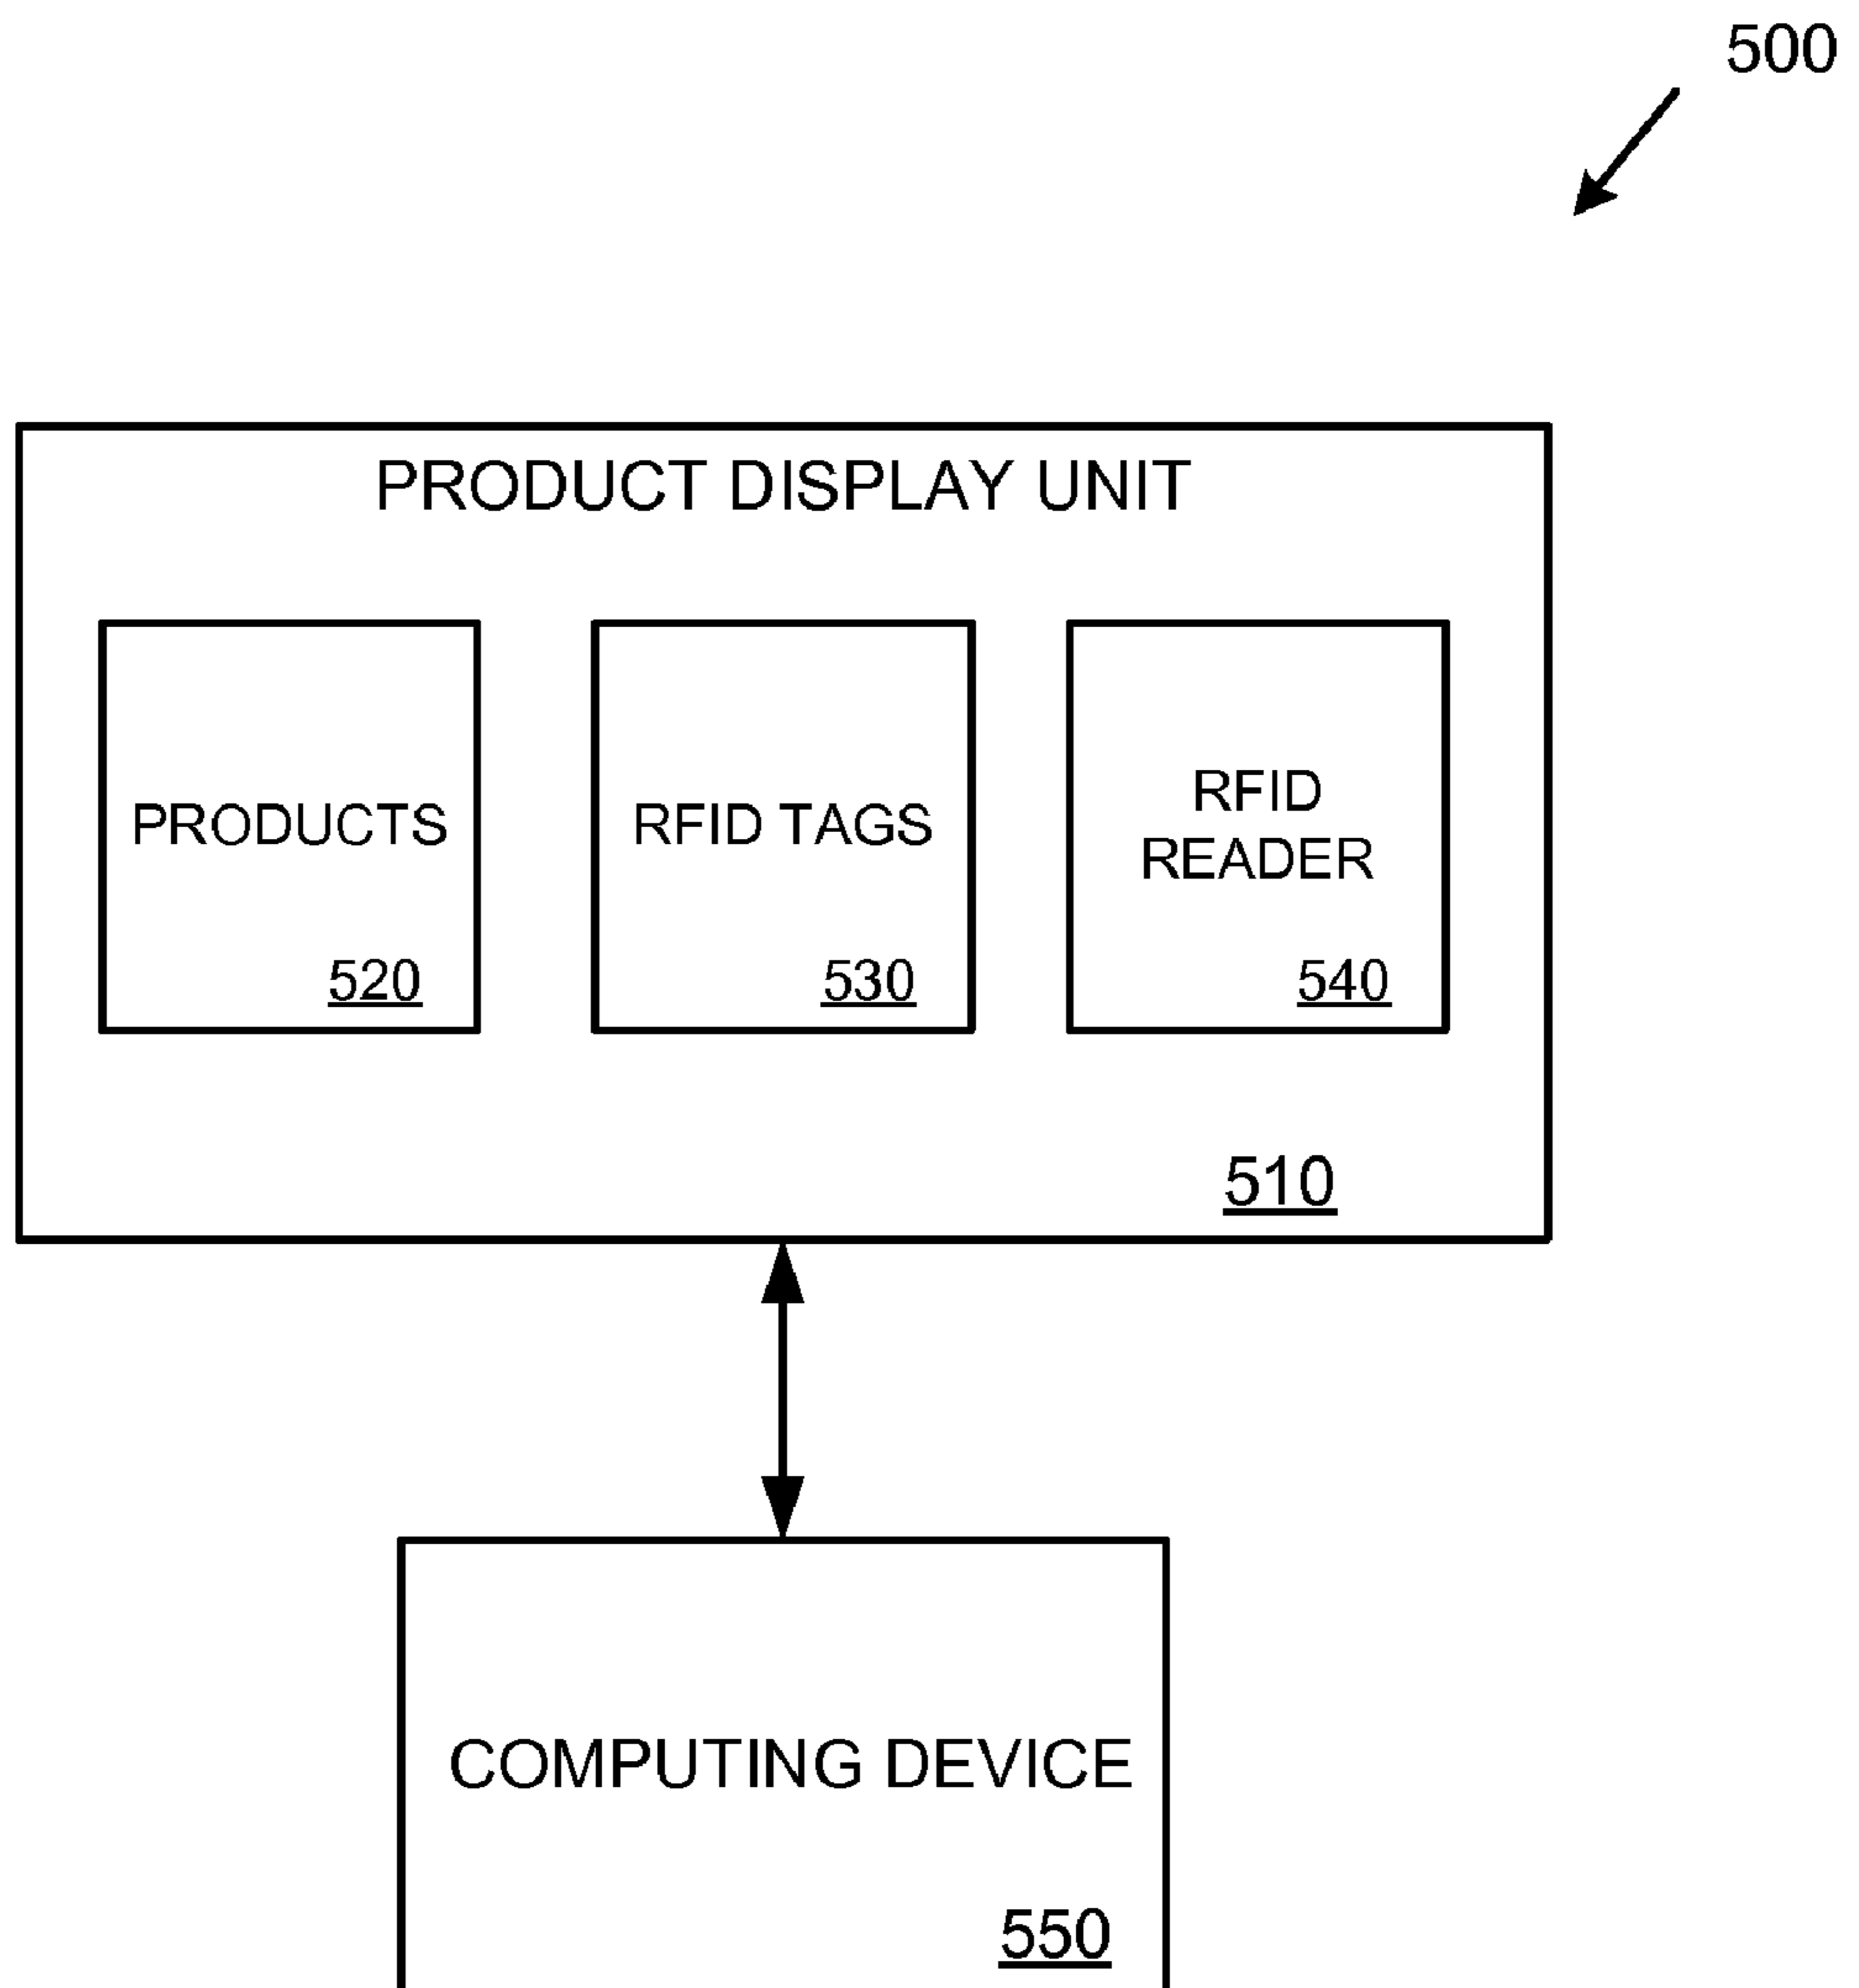 500
PRODUCT DISPLAY UNIT
PRODUCTS
520
RFID TAGS
530
RFID
READER
540
510
COMPUTING DEVICE
550